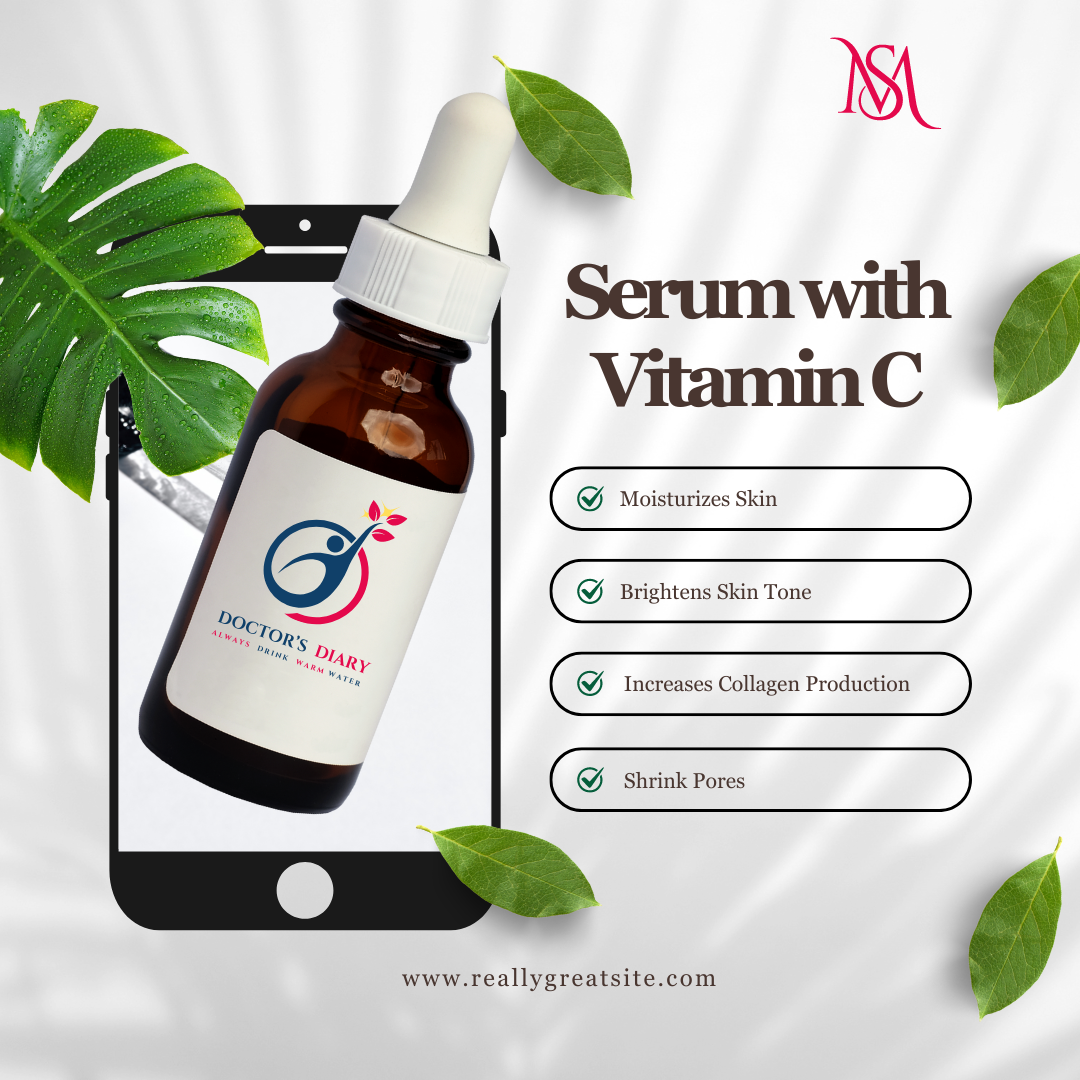 SM
Serum with
Vitamin C
Moisturizes Skin
Brightens Skin Tone
Increases Collagen Production
Shrink Pores
DOCTOR'S DIARY
ALWAYS DRINK WARM WATER
www.reallygreatsite.com